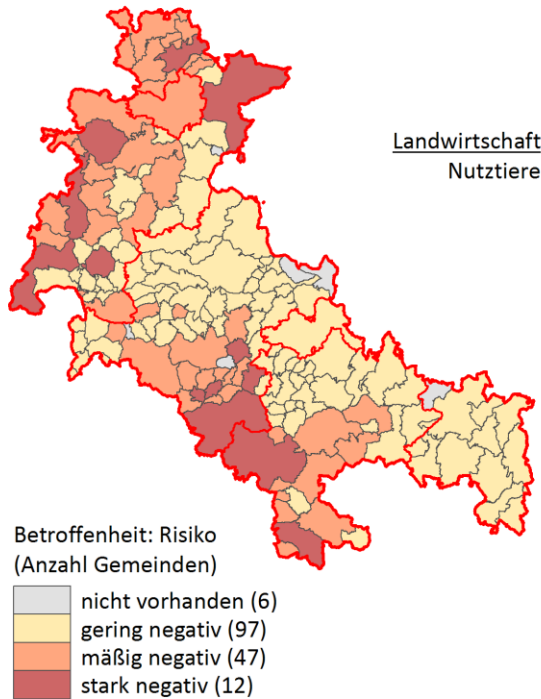 Landwirtschaft
Nutztiere
Betroffenheit: Risiko
(Anzahl Gemeinden)
nicht vorhanden (6)
gering negativ (97)
mäßig negativ (47)
stark negativ (12)